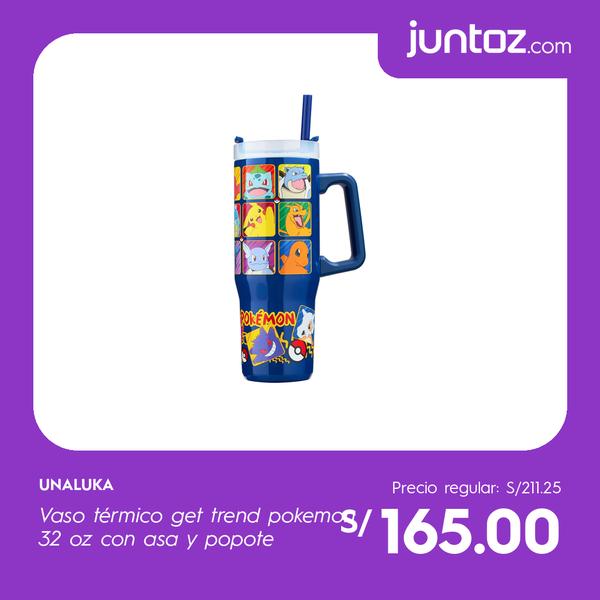 juntoz.com
POKÉMON
UNALUKA
Vaso térmico get trend pokemo
32 oz con asa y popote
Precio regular: S/211.25
S/ 165.00